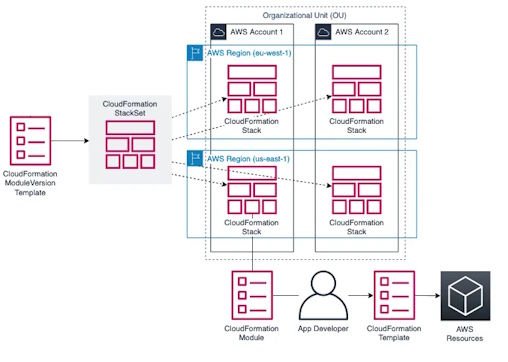 Organizational Unit (OU)
AWS Account 1
AWS Account 2
AWS Region (eu-west-1)
CloudFormation
StackSet
CloudFormation
Stack
CloudFormation
Stack
CloudFormation
ModuleVersion
Template
AWS Region (us-east-1)
CloudFormation
Stack
CloudFormation
Stack
CloudFormation
Module
App Developer
CloudFormation
Template
AWS
Resources